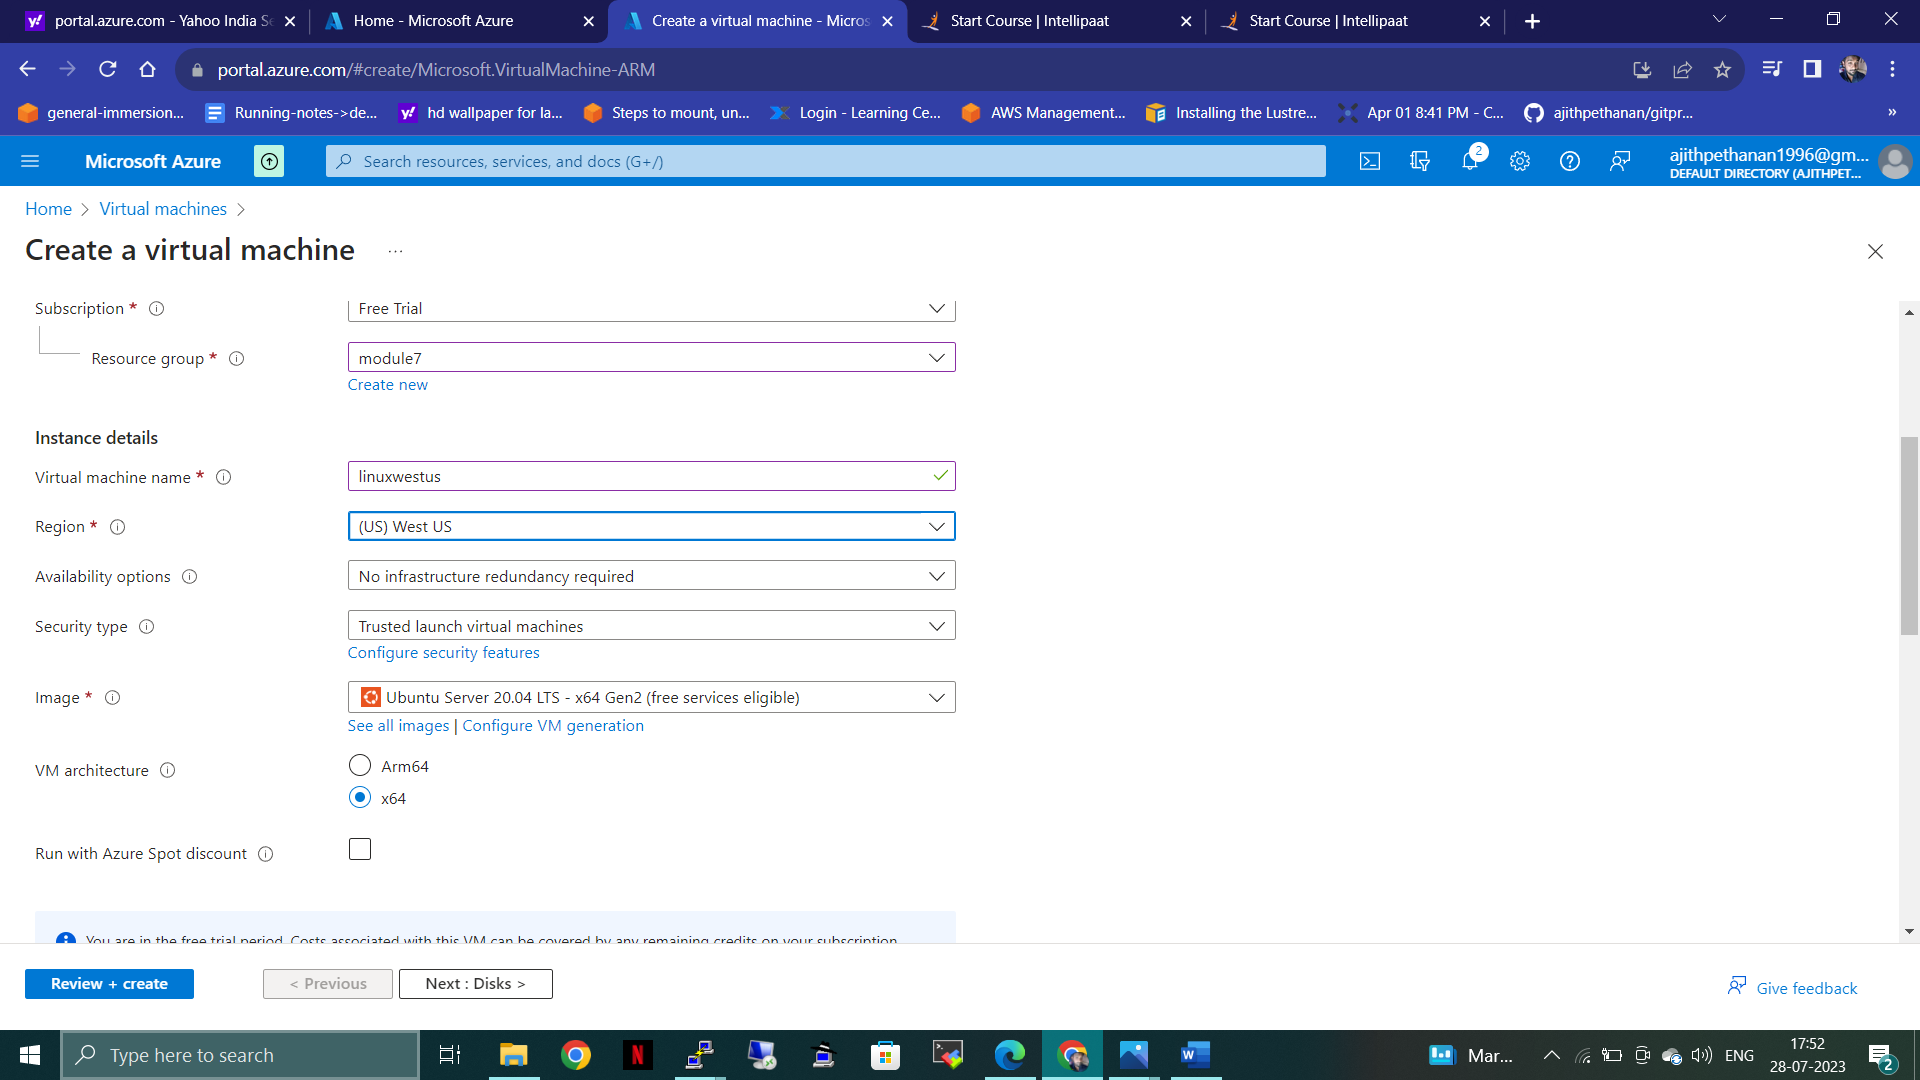 portal.azure.com - Yahoo India Se
Home - Microsoft Azure
Create a virtual machine - Micros
Start Course | Intellipaat
Start Course | Intellipaat
portal.azure.com/#create/Microsoft.VirtualMachine-ARM
general-immersion...
Running-notes->de...
hd wallpaper for la...
Steps to mount, un...
Login - Learning Ce...
AWS Management...
Installing the Lustre...
Apr 01 8:41 PM - C...
ajithpethanan/gitpr...
»
Microsoft Azure
Search resources, services, and docs (G+/)
2
ajithpethanan1996@gm...
DEFAULT DIRECTORY (AJITHPET...
Home > Virtual machines >
Create a virtual machine ...
Subscription *
Free Trial
Resource group *
module7
Create new
Instance details
Virtual machine name *
linuxwestus
Region *
(US) West US
Availability options
No infrastructure redundancy required
Security type
Trusted launch virtual machines
Configure security features
Image *
Ubuntu Server 20.04 LTS - x64 Gen2 (free services eligible)
See all images | Configure VM generation
VM architecture
Arm64
x64
Run with Azure Spot discount
You are in the free trial period. Costs associated with this VM can be covered by any remaining credits on your subscription.
Review + create
< Previous
Next : Disks >
Give feedback
Type here to search
Mar...
ENG
17:52
28-07-2023
2